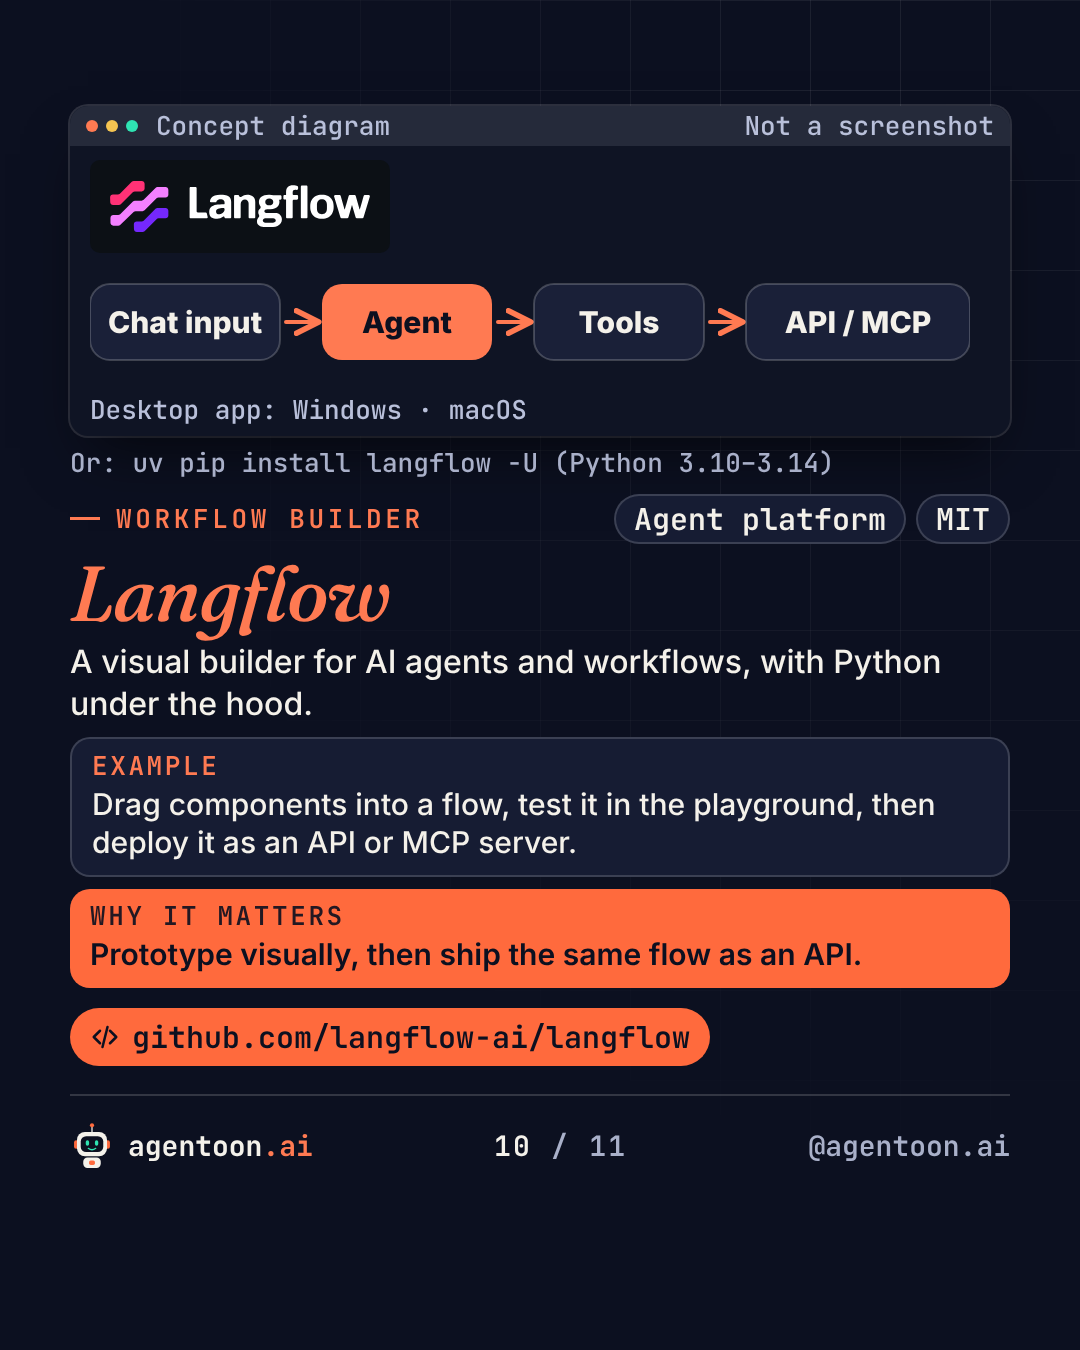 Concept diagram
Not a screenshot
Langflow
Chat input
Agent
Tools
API / MCP
Desktop app: Windows · macOS
Or: uv pip install langflow -U (Python 3.10–3.14)
— WORKFLOW BUILDER
Agent platform
MIT
Langflow
A visual builder for AI agents and workflows, with Python
under the hood.
EXAMPLE
Drag components into a flow, test it in the playground, then
deploy it as an API or MCP server.
WHY IT MATTERS
Prototype visually, then ship the same flow as an API.
</> github.com/langflow-ai/langflow
agentoon.ai
10 / 11
@agentoon.ai